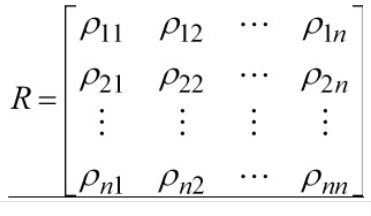 ρ₁₁ ρ₁₂ ⋯ ρ₁ₙ
R = ρ₂₁ ρ₂₂ ⋯ ρ₂ₙ
⋮ ⋮ ⋮ ⋮
ρₙ₁ ρₙ₂ ⋯ ρₙₙ